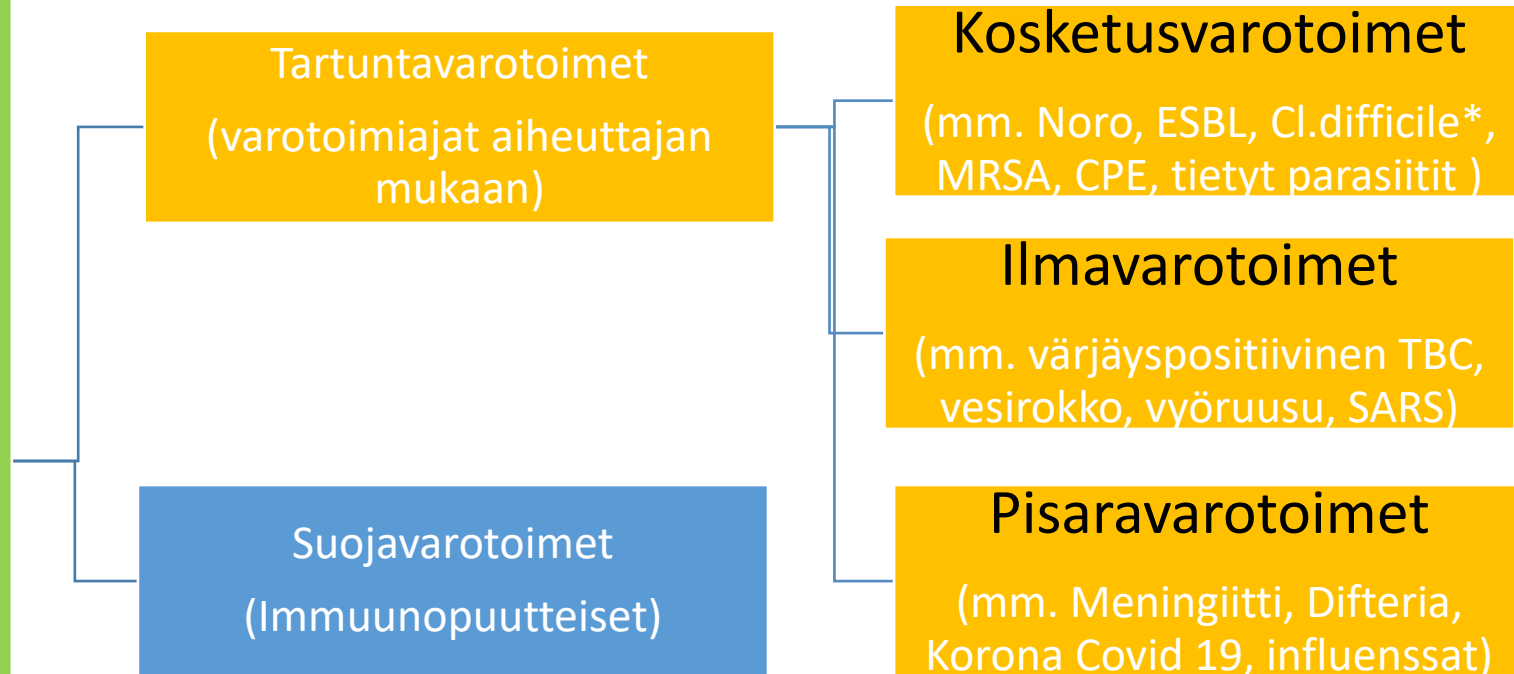 Tartuntavarotoimet
(varotoimiajat aiheuttajan
mukaan)
Suojavarotoimet
(Immuunopuutteiset)
Kosketusvarotoimet
(mm. Noro, ESBL, Cl.difficile*,
MRSA, CPE, tietyt parasiitit )
Ilmavarotoimet
(mm. värjäyspositiivinen TBC,
vesirokko, vyöruusu, SARS)
Pisaravarotoimet
(mm. Meningiitti, Difteria,
Korona Covid 19, influenssat)